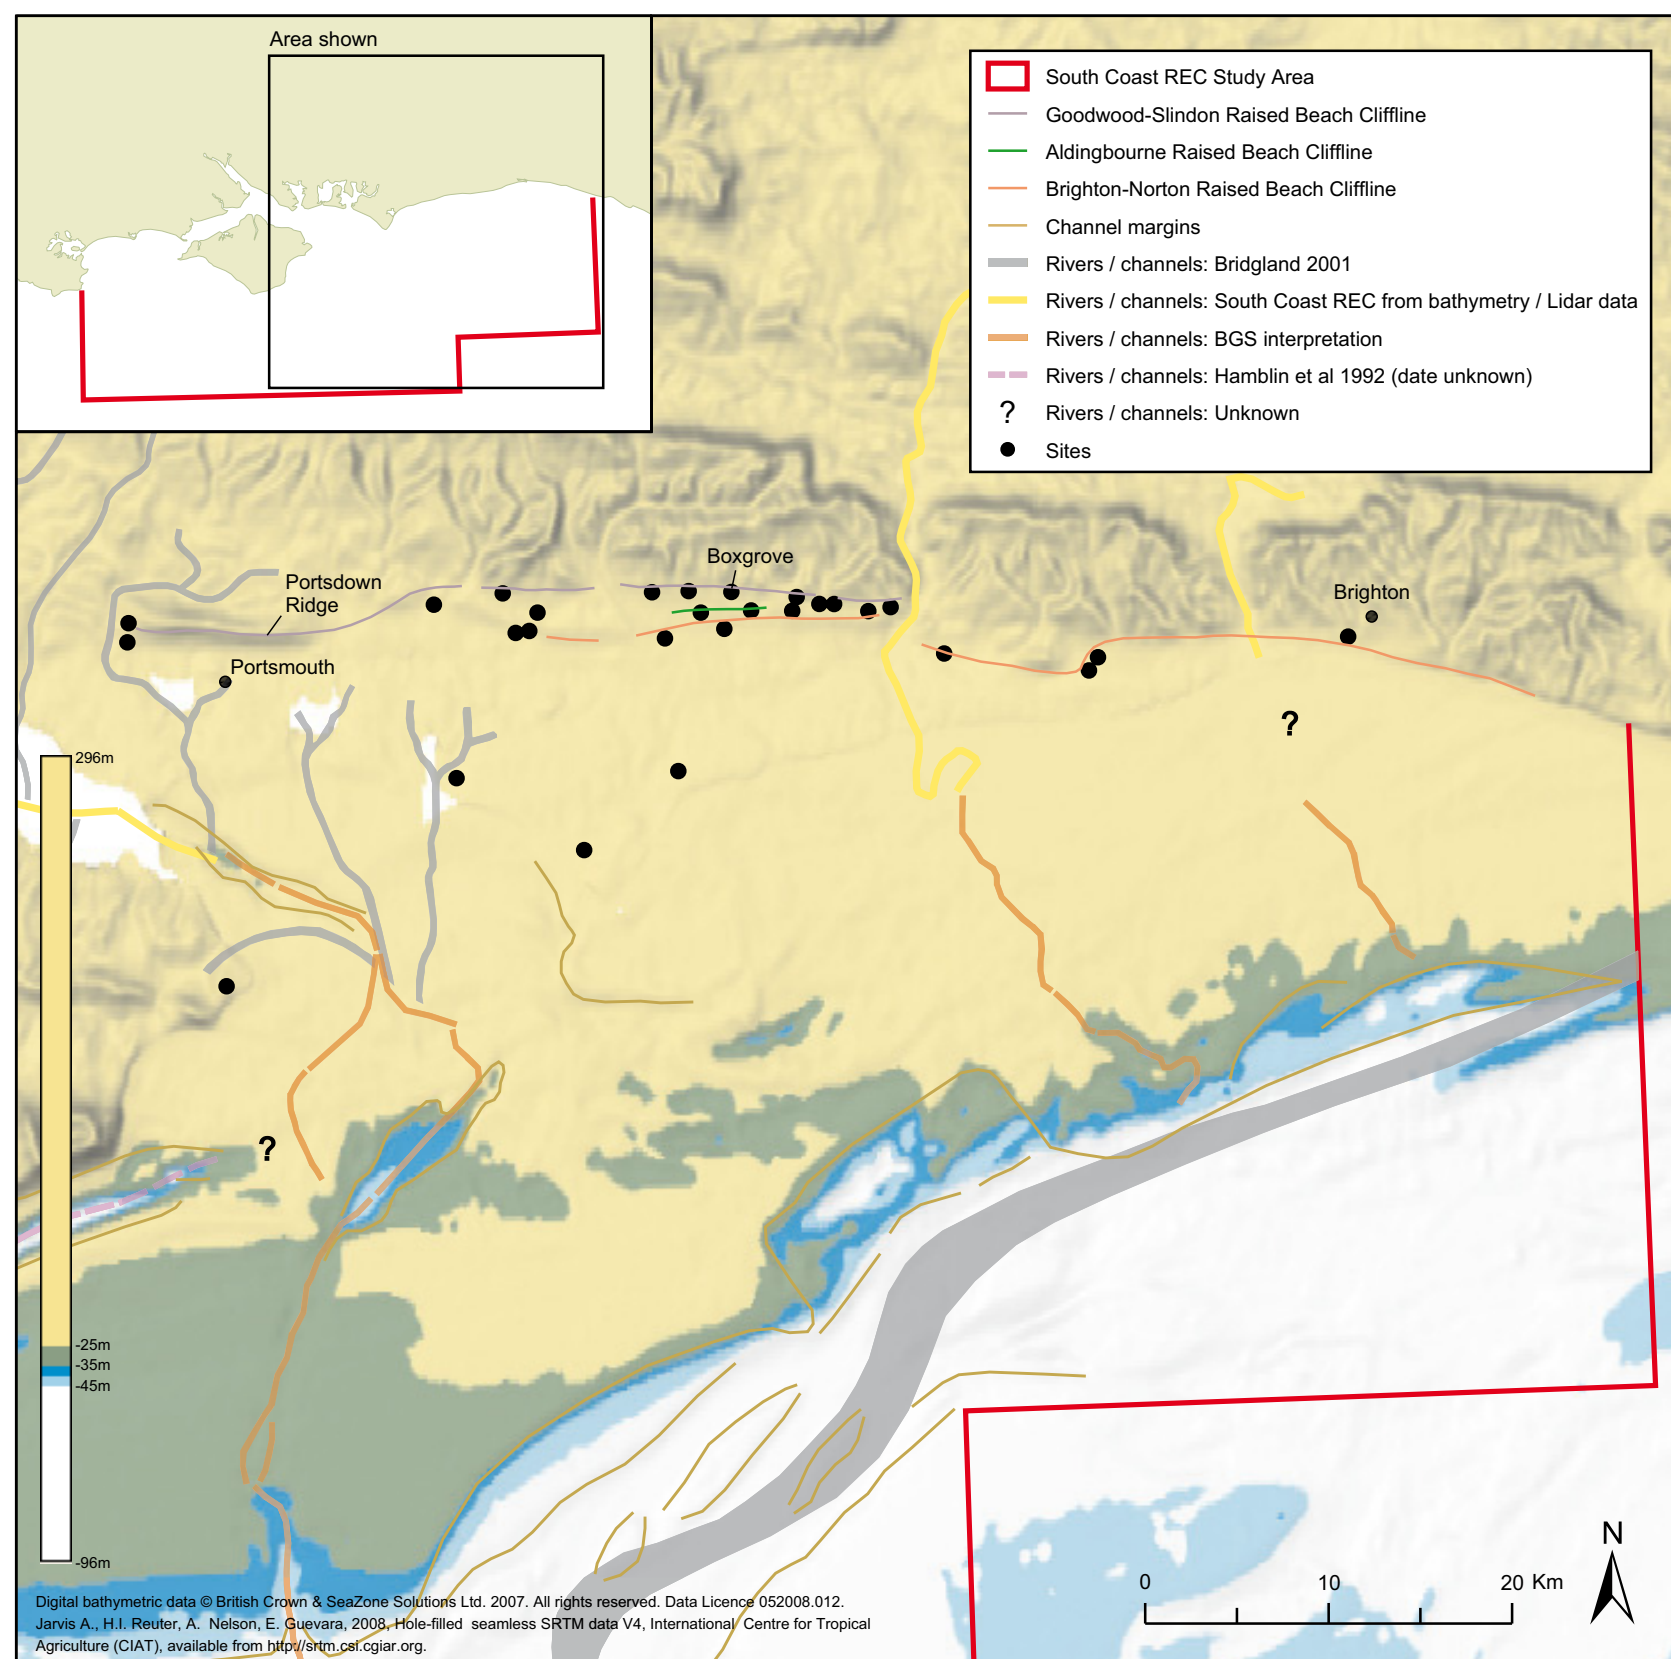 Area shown
South Coast REC Study Area
Goodwood-Slindon Raised Beach Cliffline
Aldingbourne Raised Beach Cliffline
Brighton-Norton Raised Beach Cliffline
Channel margins
Rivers / channels: Bridgland 2001
Rivers / channels: South Coast REC from bathymetry / Lidar data
Rivers / channels: BGS interpretation
Rivers / channels: Hamblin et al 1992 (date unknown)
? Rivers / channels: Unknown
Sites
Boxgrove
Portsdown
Ridge
Brighton
Portsmouth
?
296m
?
-25m
-35m
-45m
-96m
N
0 10 20 Km
Digital bathymetric data © British Crown & SeaZone Solutions Ltd. 2007. All rights reserved. Data Licence 052008.012.
Jarvis A., H.I. Reuter, A. Nelson, E. Guevara, 2008, Hole-filled seamless SRTM data V4, International Centre for Tropical
Agriculture (CIAT), available from http://srtm.csi.cgiar.org.